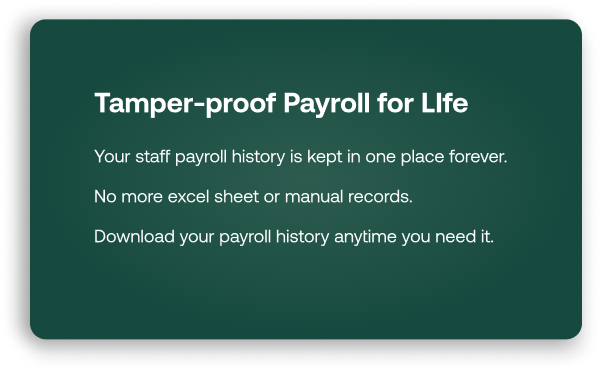 Tamper-proof Payroll for LIfe
Your staff payroll history is kept in one place forever.
No more excel sheet or manual records.
Download your payroll history anytime you need it.